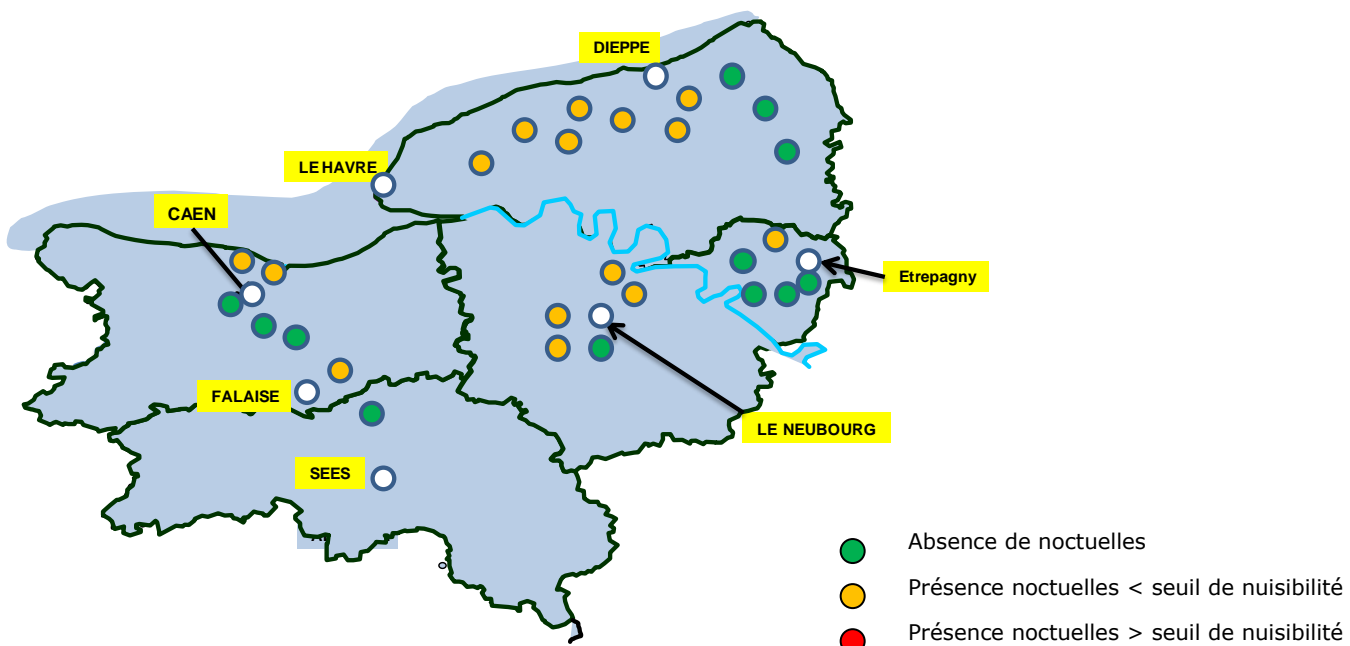 DIEPPE
LE HAVRE
CAEN
Etrepagny
FALAISE
LE NEUBOURG
SEES
Absence de noctuelles
Présence noctuelles < seuil de nuisibilité
Présence noctuelles > seuil de nuisibilité